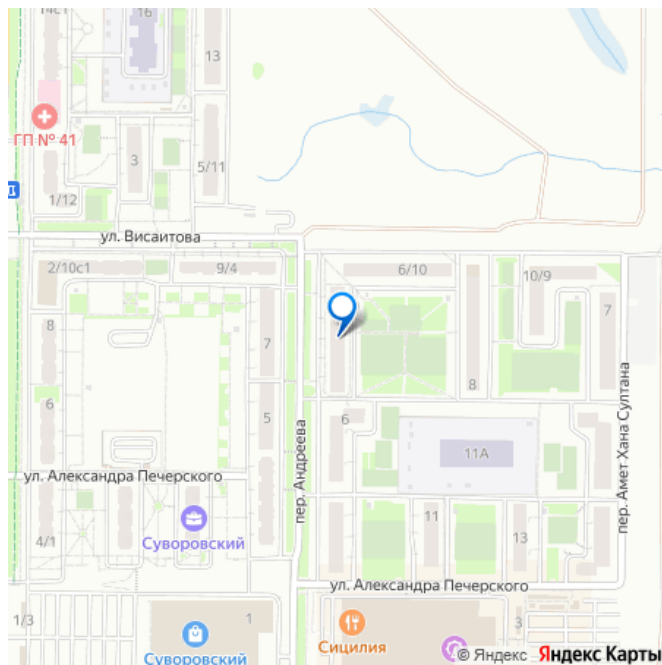 14с1
16
13
ГП № 41
3
5/11
1/12
ул. Висаитова
2/10с1
9/4
6/10
10/9
8
7
7
6
5
8
6
пер. Андреева
пер. Амет Хана Султана
11А
ул. Александра Печерского
Суворовский
11
13
4/1
ул. Александра Печерского
1/3
1
Сицилия
3
Суворовский
© Яндекс Яндекс Карты